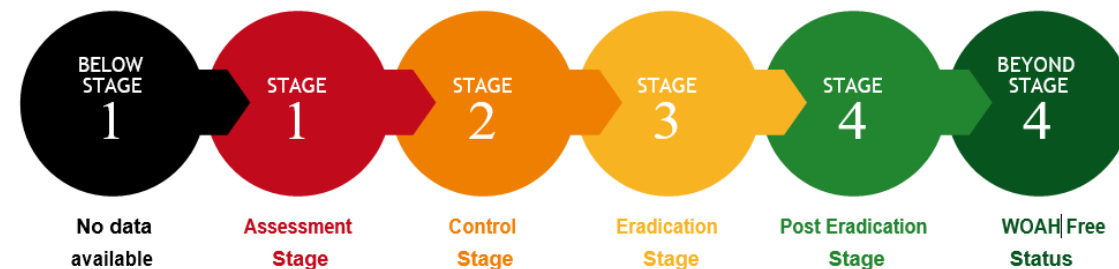 BELOW
STAGE
1
STAGE
1
STAGE
2
STAGE
3
STAGE
4
BEYOND
STAGE
4
No data
available
Assessment
Stage
Control
Stage
Eradication
Stage
Post Eradication
Stage
WOAH Free
Status